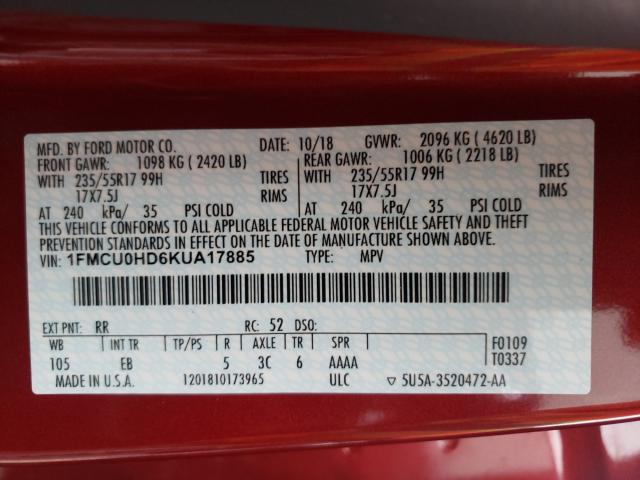 MFD. BY FORD MOTOR CO. DATE: 10/18 GVWR: 2096 KG ( 4620 LB)
FRONT GAWR: 1098 KG ( 2420 LB) REAR GAWR: 1006 KG ( 2218 LB)
WITH 235/55R17 99H TIRES WITH 235/55R17 99H TIRES
17X7.5J RIMS 17X7.5J RIMS
AT 240 kPa/ 35 PSI COLD AT 240 kPa/ 35 PSI COLD
THIS VEHICLE CONFORMS TO ALL APPLICABLE FEDERAL MOTOR VEHICLE SAFETY AND THEFT
PREVENTION STANDARDS IN EFFECT ON THE DATE OF MANUFACTURE SHOWN ABOVE.
VIN: 1FMCU0HD6KUA17885 TYPE: MPV
EXT PNT: RR RC: 52 DSO:
WB TP/PS R AXLE TR SPR F0109
105 EB 5 3C 6 AAAA T0337
MADE IN U.S.A. 1201810173965 ULC ▽ 5U5A-3520472-AA